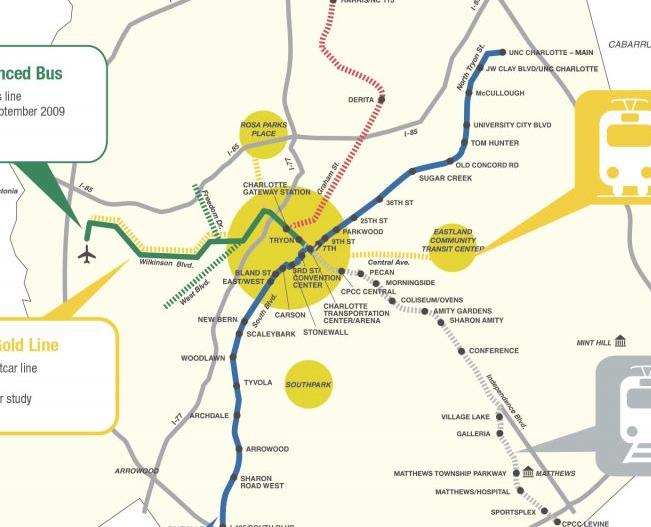 HARRIS/NC 115
I-85
CABARRU
UNC CHARLOTTE – MAIN
JW CLAY BLVD/UNC CHARLOTTE
North Tryon St.
McCULLOUGH
nced Bus
s line
ptember 2009
DERITA
UNIVERSITY CITY BLVD
ROSA PARKS
PLACE
I-85
TOM HUNTER
I-85
I-77
OLD CONCORD RD
SUGAR CREEK
Graham St.
I-85
tonia
CHARLOTTE
GATEWAY STATION
Freedom Dr.
36TH ST
25TH ST
PARKWOOD
9TH ST
7TH
TRYON
EASTLAND
COMMUNITY
TRANSIT CENTER
Central Ave.
Wilkinson Blvd.
West Blvd.
BLAND ST
EAST/WEST
3RD ST/
CONVENTION
CENTER
PECAN
MORNINGSIDE
CPCC CENTRAL
COLISEUM/OVENS
South Blvd.
CARSON
CHARLOTTE
TRANSPORTATION
CENTER/ARENA
AMITY GARDENS
SHARON AMITY
NEW BERN
STONEWALL
SCALEYBARK
Gold Line
tcar line
r study
WOODLAWN
CONFERENCE
MINT HILL
TYVOLA
SOUTHPARK
Independence Blvd.
I-77
ARCHDALE
VILLAGE LAKE
GALLERIA
ARROWOOD
ARROWOOD
MATTHEWS TOWNSHIP PARKWAY
MATTHEWS
SHARON
ROAD WEST
MATTHEWS/HOSPITAL
SPORTSPLEX
CPCC LEVINE
I-485/SOUTH BLVD